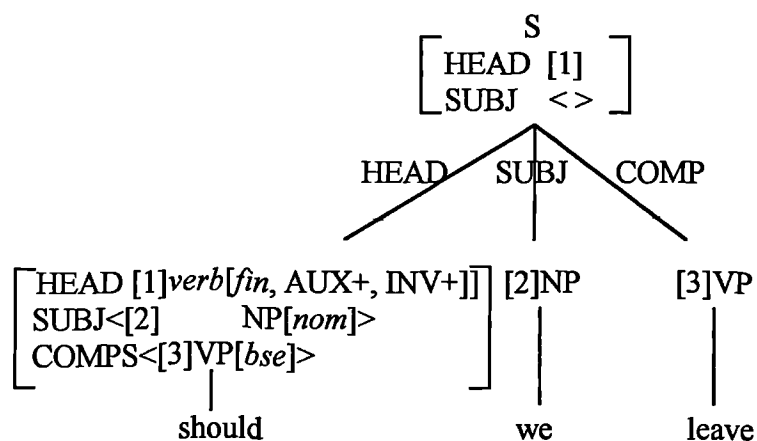 S
HEAD [1]
SUBJ < >
HEAD SUBJ COMP
HEAD [1]verb[fin, AUX+, INV+]] [2]NP [3]VP
SUBJ<[2] NP[nom]>
COMPS<[3]VP[bse]>
should we leave